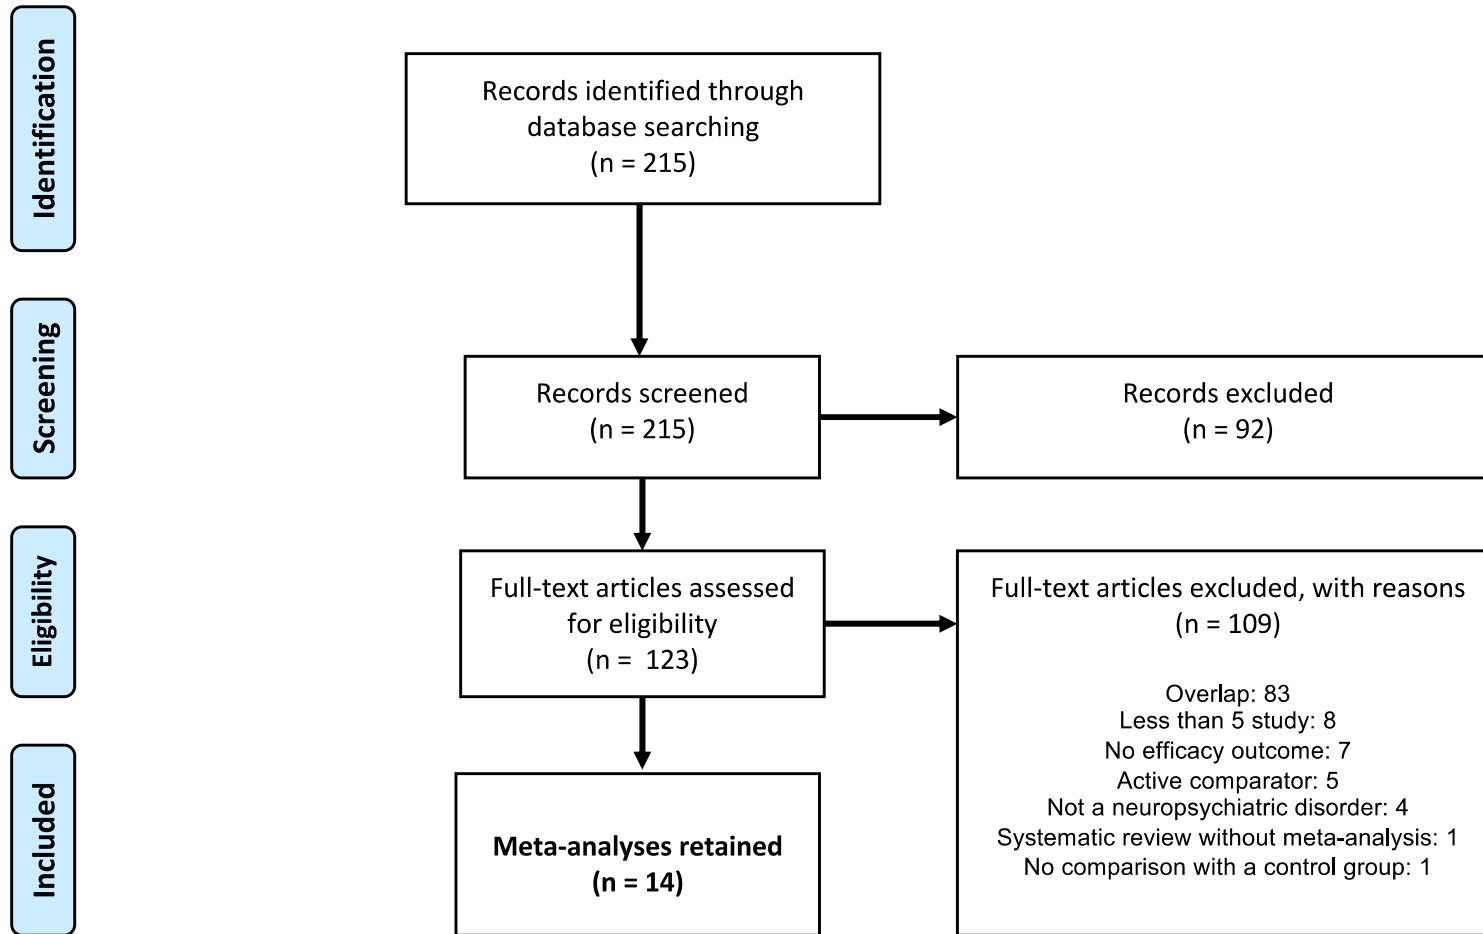 Identification
Records identified through
database searching
(n = 215)
Screening
Records screened
(n = 215)
Records excluded
(n = 92)
Eligibility
Full-text articles assessed
for eligibility
(n =  123)
Full-text articles excluded, with reasons
(n = 109)
Overlap: 83
Less than 5 study: 8
No efficacy outcome: 7
Active comparator: 5
Not a neuropsychiatric disorder: 4
Systematic review without meta-analysis: 1
No comparison with a control group: 1
Included
Meta-analyses retained
(n = 14)